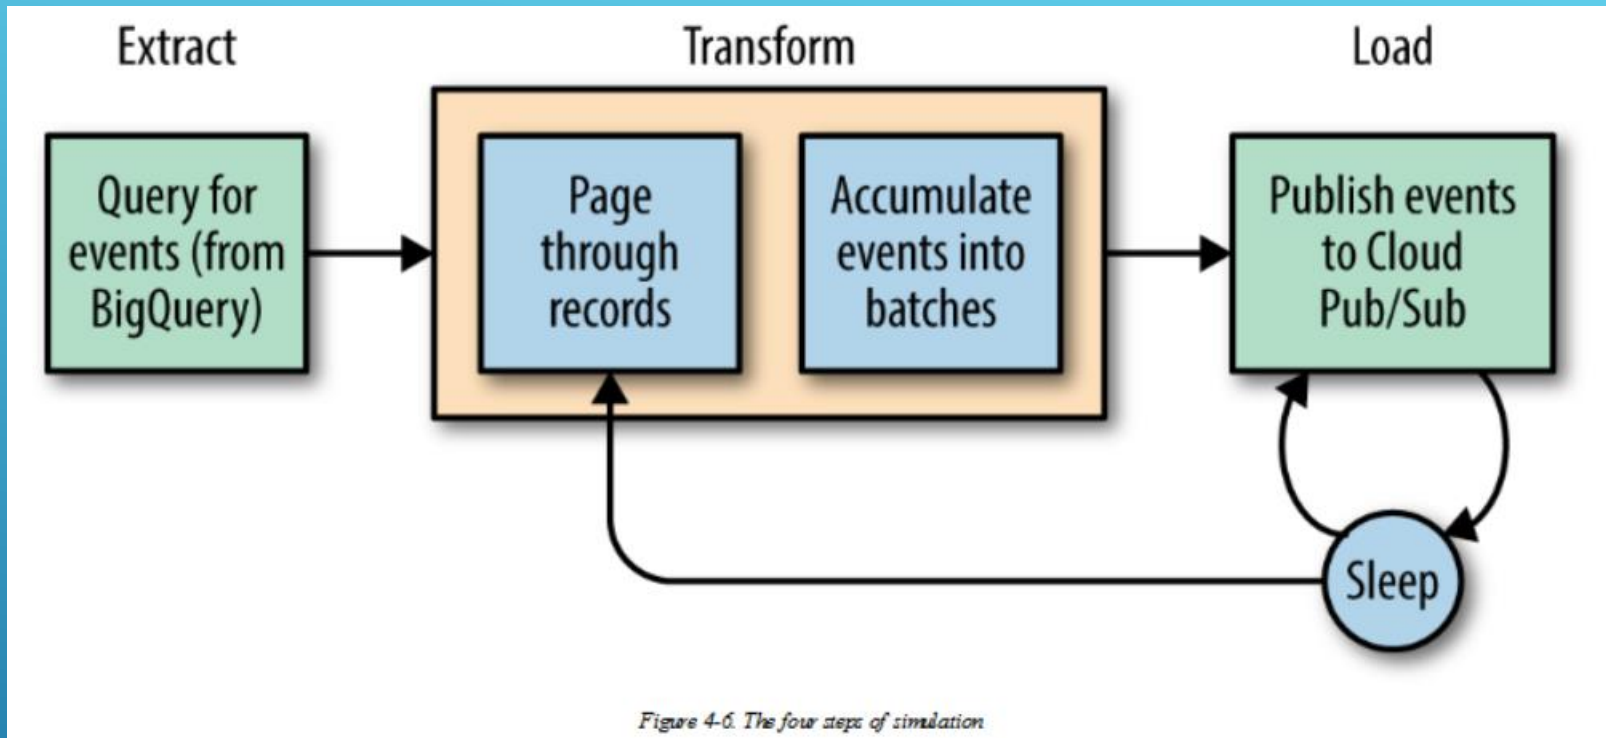 Extract
Transform
Load
Query for
events (from
BigQuery)
Page
through
records
Accumulate
events into
batches
Publish events
to Cloud
Pub/Sub
Sleep
Figure 4-6. The four steps of simulation